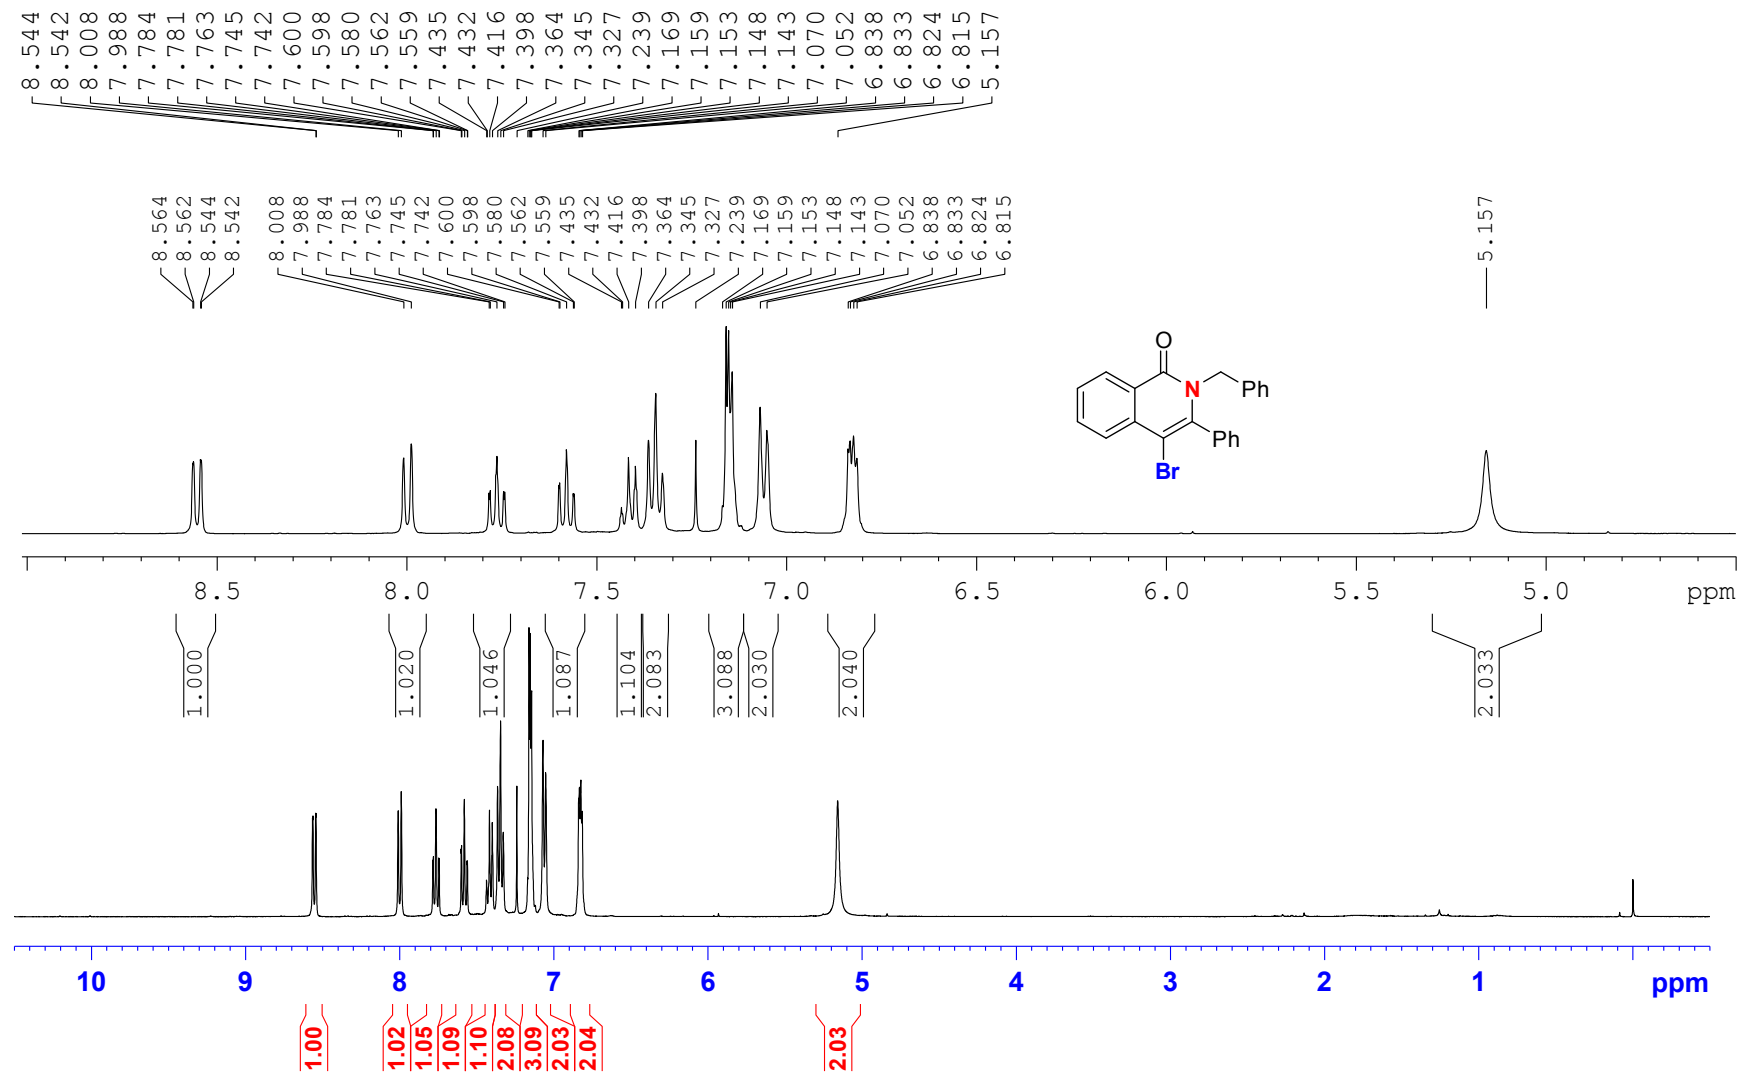 8.544 8.542 8.008 7.988 7.784 7.781 7.763 7.745 7.742 7.600 7.598 7.580 7.562 7.559 7.435 7.432 7.416 7.398 7.364 7.345 7.327 7.239 7.169 7.159 7.153 7.148 7.143 7.070 7.052 6.838 6.833 6.824 6.815 5.157
8.564 8.562 8.544 8.542 8.008 7.988 7.784 7.781 7.763 7.745 7.742 7.600 7.598 7.580 7.562 7.559 7.435 7.432 7.416 7.398 7.364 7.345 7.327 7.239 7.169 7.159 7.153 7.148 7.143 7.070 7.052 6.838 6.833 6.824 6.815 5.157
O
N Ph
Ph
Br
8.5 8.0 7.5 7.0 6.5 6.0 5.5 5.0 ppm
1.000 1.020 1.046 1.087 1.104 2.083 3.088 2.030 2.040 2.033
10 9 8 7 6 5 4 3 2 1 ppm
1.00 1.02 1.05 1.09 1.10 2.08 3.09 2.03 2.04 2.03